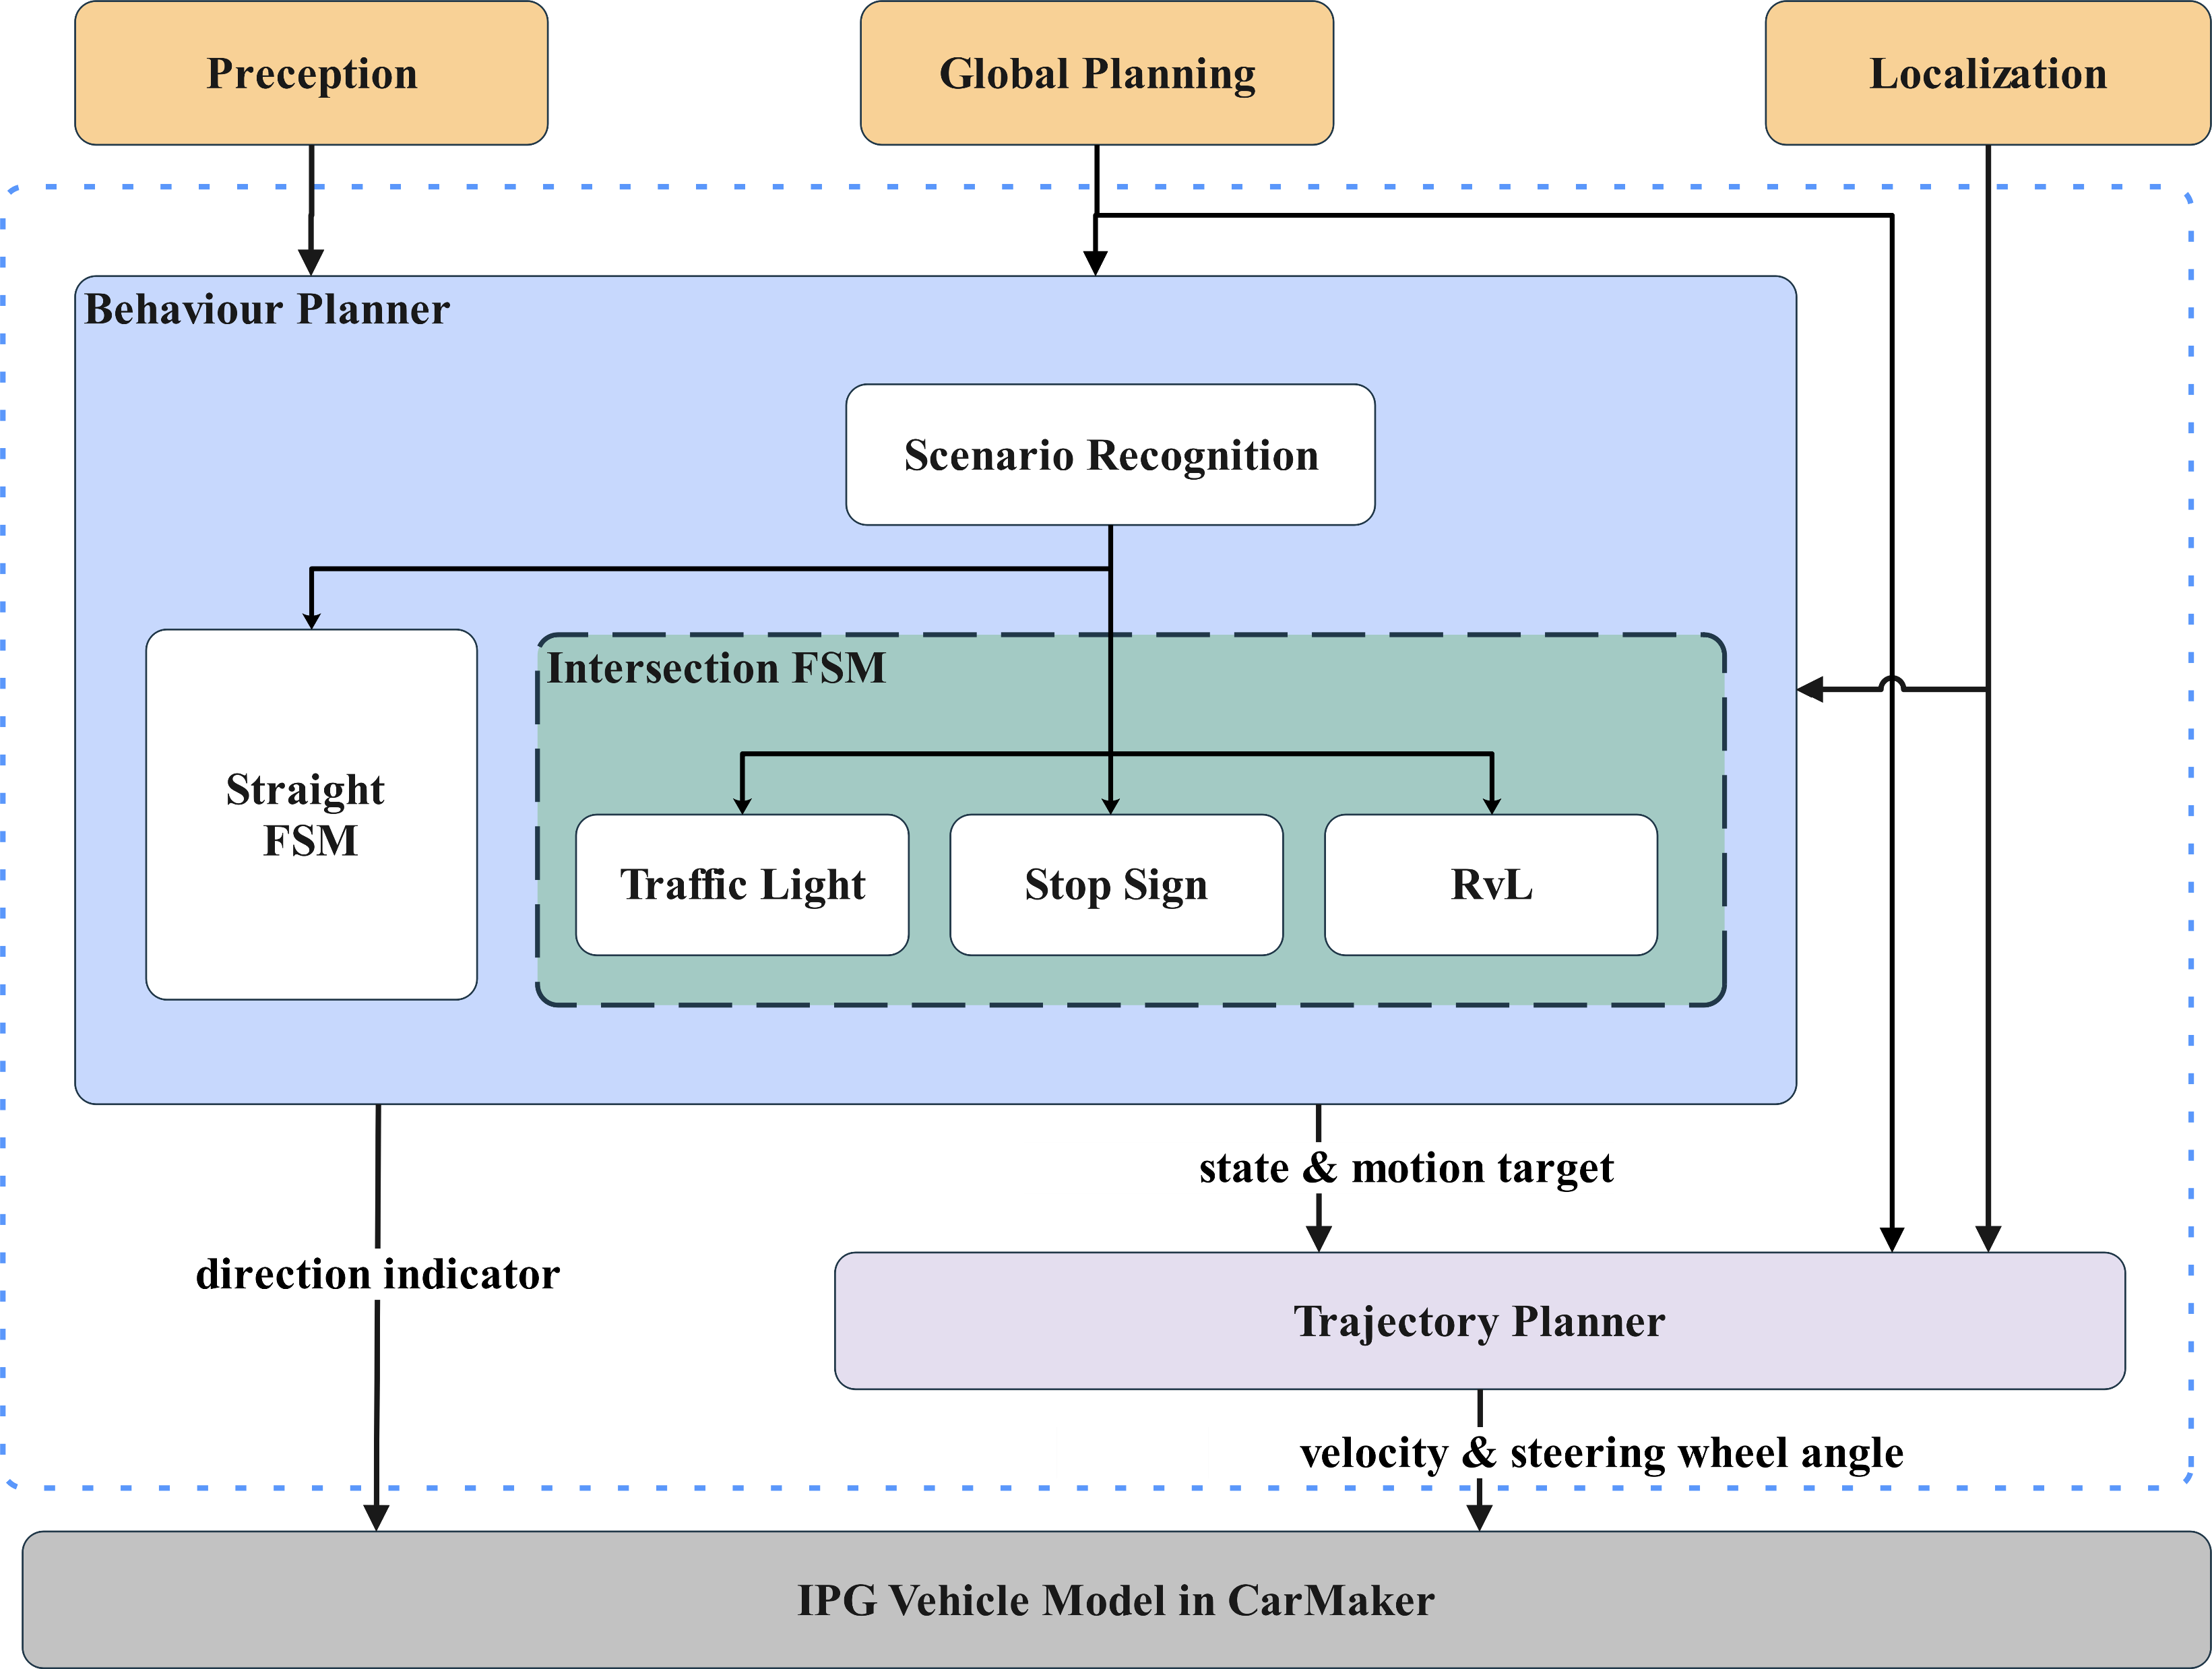 Preception
Global Planning
Localization
Behaviour Planner
Scenario Recognition
Intersection FSM
Straight
FSM
Traffic Light
Stop Sign
RvL
state & motion target
direction indicator
Trajectory Planner
velocity & steering wheel angle
IPG Vehicle Model in CarMaker